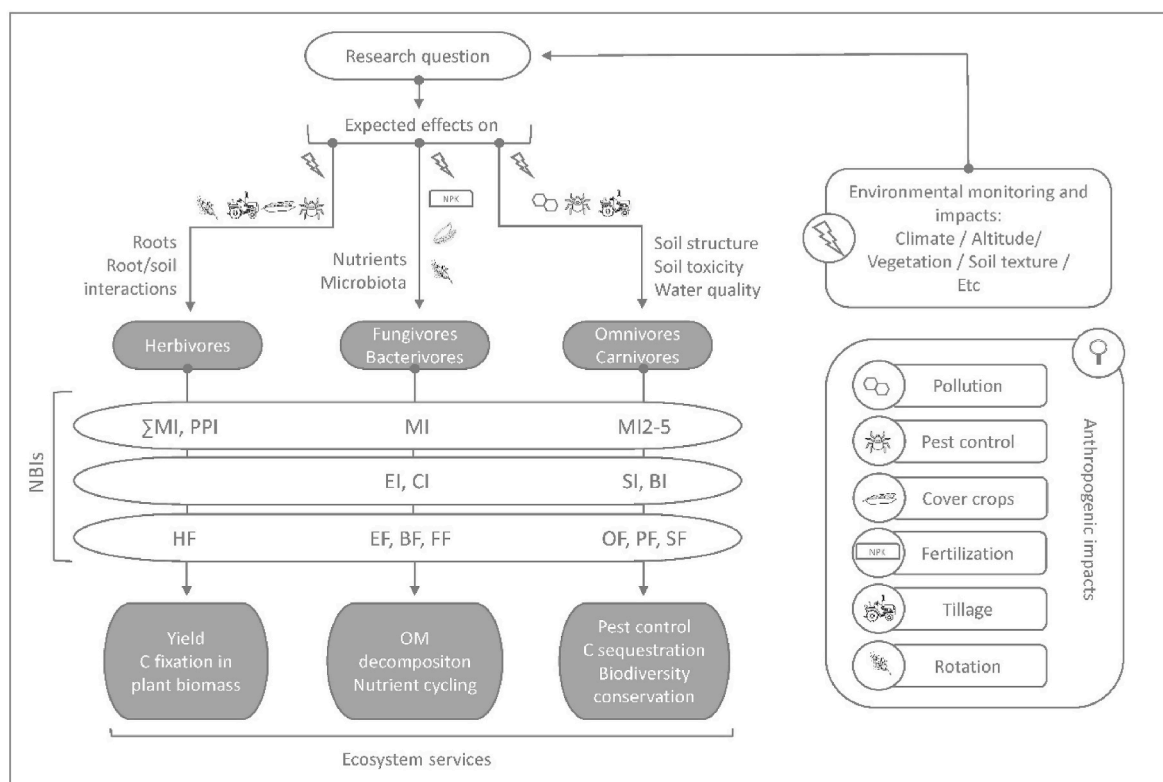 Research question
Expected effects on
NPK
Roots
Root/soil
interactions
Nutrients
Microbiota
Soil structure
Soil toxicity
Water quality
Herbivores
Fungivores
Bacterivores
Omnivores
Carnivores
NBIs
∑MI, PPI
MI
MI2-5
EI, CI
SI, BI
HF
EF, BF, FF
OF, PF, SF
Yield
C fixation in
plant biomass
OM
decompositon
Nutrient cycling
Pest control
C sequestration
Biodiversity
conservation
Ecosystem services
Environmental monitoring and
impacts:
Climate / Altitude/
Vegetation / Soil texture /
Etc
Anthropogenic impacts
Pollution
Pest control
Cover crops
NPK
Fertilization
Tillage
Rotation